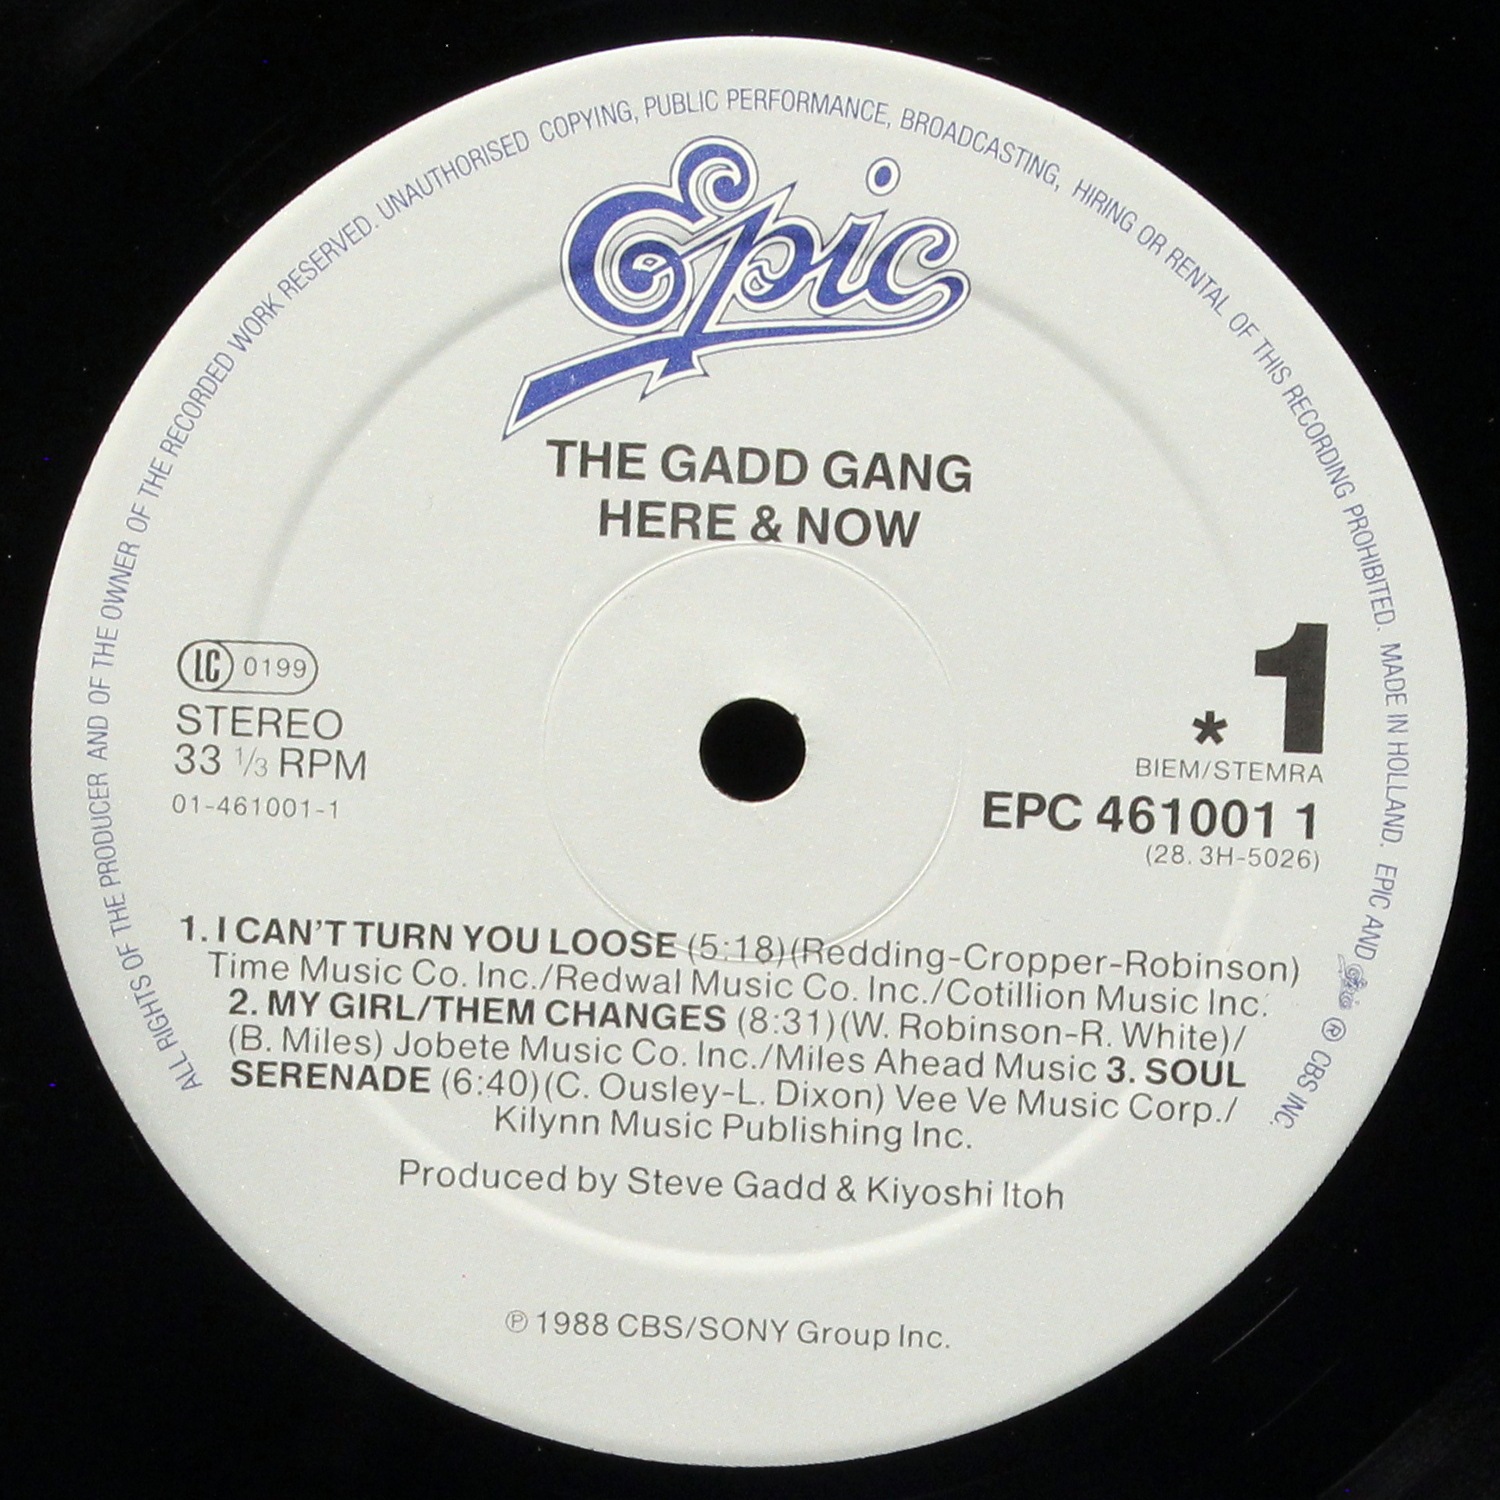 ALL RIGHTS OF THE PRODUCER AND OF THE OWNER OF THE RECORDED WORK RESERVED. UNAUTHORISED COPYING, PUBLIC PERFORMANCE, BROADCASTING, HIRING OR RENTAL OF THIS RECORDING PROHIBITED. MADE IN HOLLAND. EPIC AND Epic ® CBS INC.
Epic
THE GADD GANG
HERE & NOW
LC 0199
STEREO
33 1/3 RPM
01-461001-1
* 1
BIEM/STEMRA
EPC 461001 1
(28. 3H-5026)
1. I CAN'T TURN YOU LOOSE (5:18)(Redding-Cropper-Robinson)
Time Music Co. Inc./Redwal Music Co. Inc./Cotillion Music Inc.
2. MY GIRL/THEM CHANGES (8:31)(W. Robinson-R. White)/
(B. Miles) Jobete Music Co. Inc./Miles Ahead Music 3. SOUL
SERENADE (6:40)(C. Ousley-L. Dixon) Vee Ve Music Corp./
Kilynn Music Publishing Inc.
Produced by Steve Gadd & Kiyoshi Itoh
℗ 1988 CBS/SONY Group Inc.